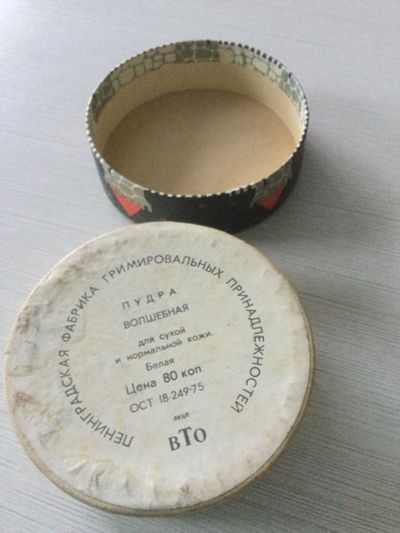 ЛЕНИНГРАДСКАЯ ФАБРИКА ГРИМИРОВАЛЬНЫХ ПРИНАДЛЕЖНОСТЕЙ
ПУДРА
ВОЛШЕБНАЯ
для сухой
и нормальной кожи.
Белая
Цена 80 коп
ОСТ 18-249-75
ВТО